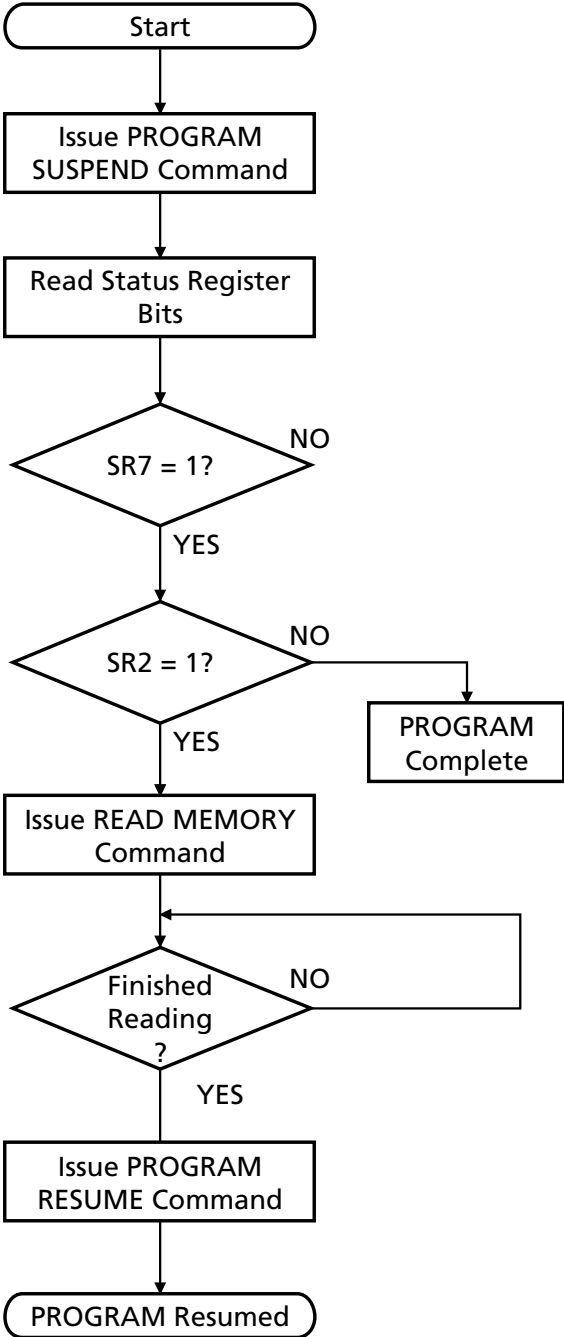 Start
Issue PROGRAM
SUSPEND Command
Read Status Register
Bits
NO
SR7 = 1?
YES
NO
SR2 = 1?
PROGRAM
Complete
YES
Issue READ MEMORY
Command
Finished
Reading
?
NO
YES
Issue PROGRAM
RESUME Command
PROGRAM Resumed